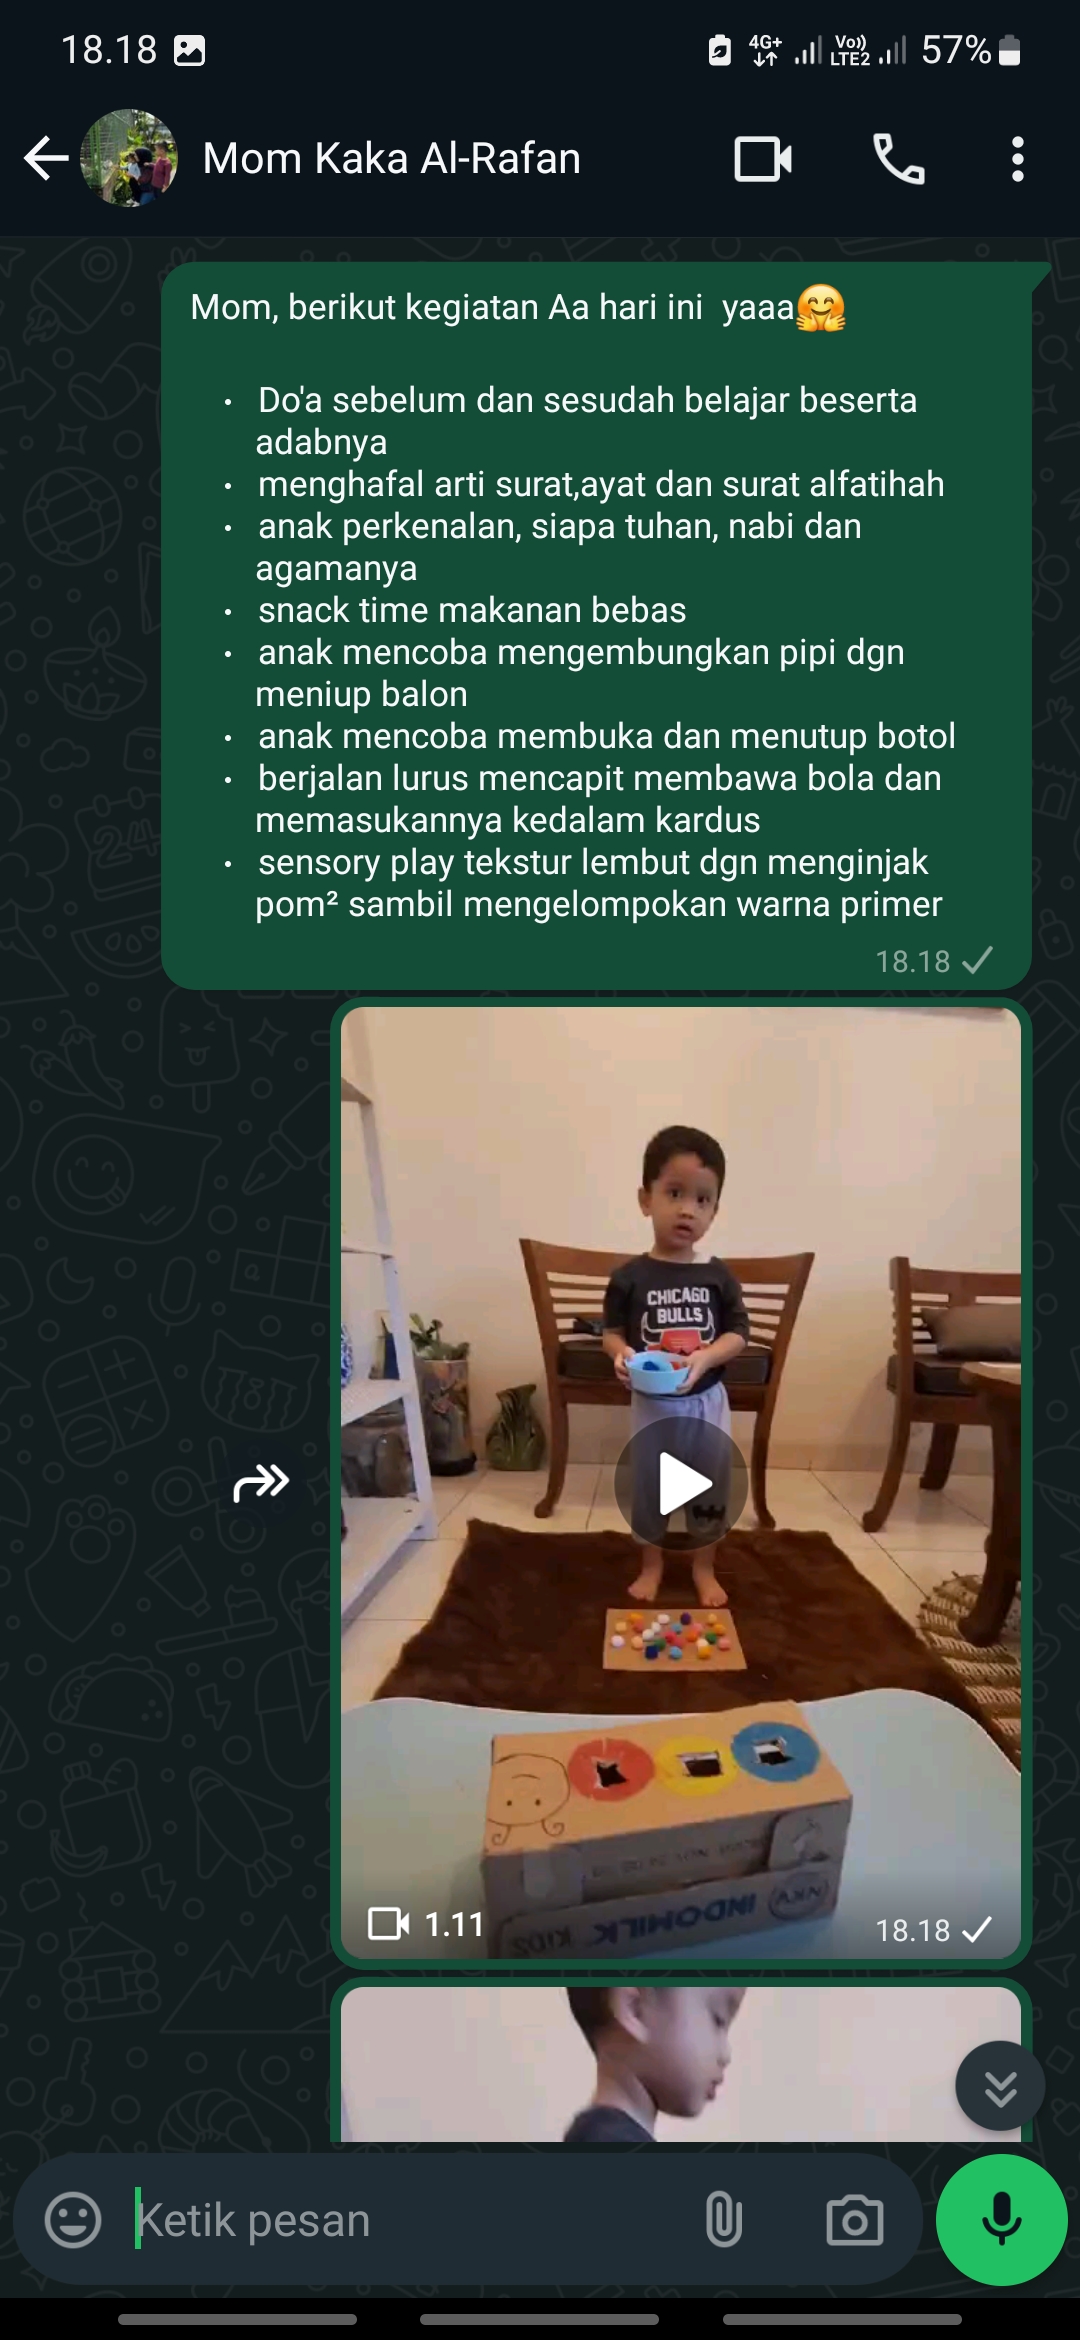 18.18
4G+
Vo))
LTE2
57%
Mom Kaka Al-Rafan
Mom, berikut kegiatan Aa hari ini  yaaa🤗
• Do'a sebelum dan sesudah belajar beserta
adabnya
• menghafal arti surat,ayat dan surat alfatihah
• anak perkenalan, siapa tuhan, nabi dan
agamanya
• snack time makanan bebas
• anak mencoba mengembungkan pipi dgn
meniup balon
• anak mencoba membuka dan menutup botol
• berjalan lurus mencapit membawa bola dan
memasukannya kedalam kardus
• sensory play tekstur lembut dgn menginjak
pom² sambil mengelompokan warna primer
18.18
CHICAGO
BULLS
INDOMILK
KIDS
1.11
18.18
Ketik pesan